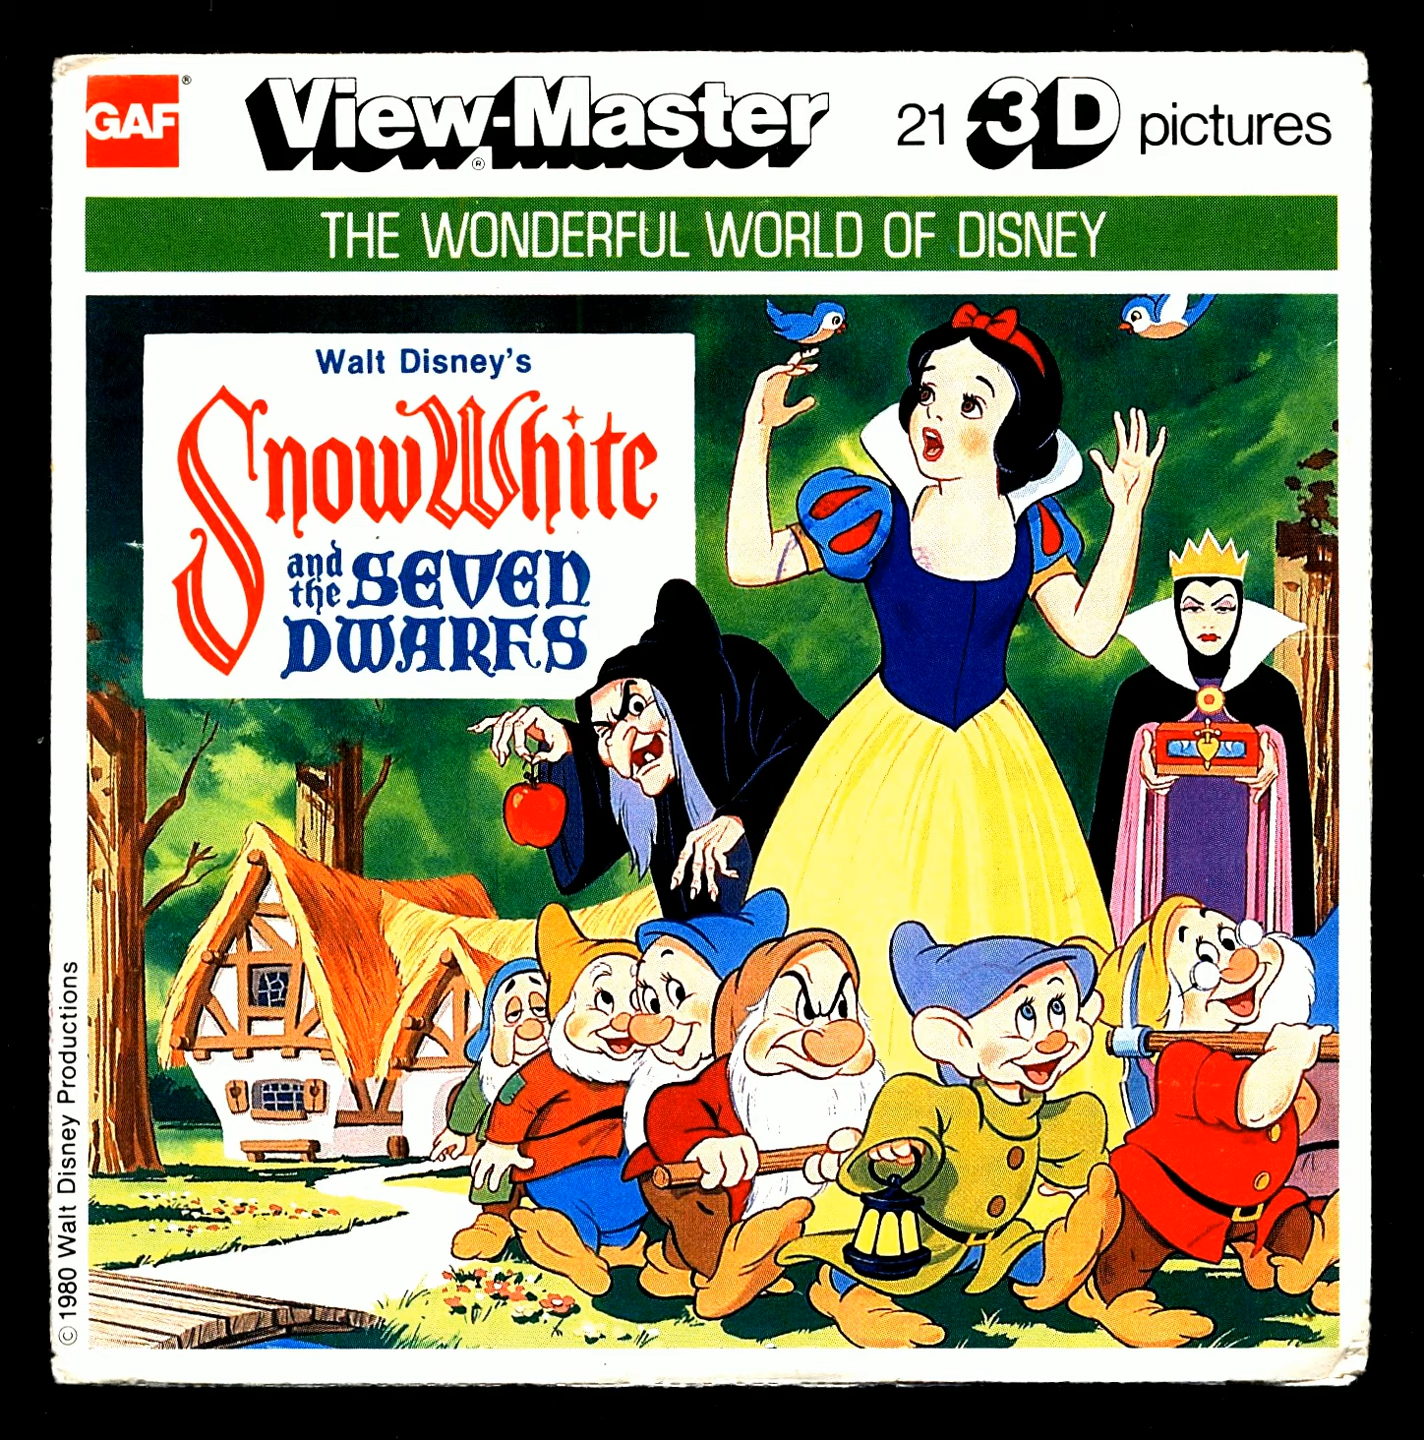 GAF®
View-Master® 21 3D pictures
THE WONDERFUL WORLD OF DISNEY
Walt Disney's
Snow White
and the SEVEN
DWARFS
© 1980 Walt Disney Productions